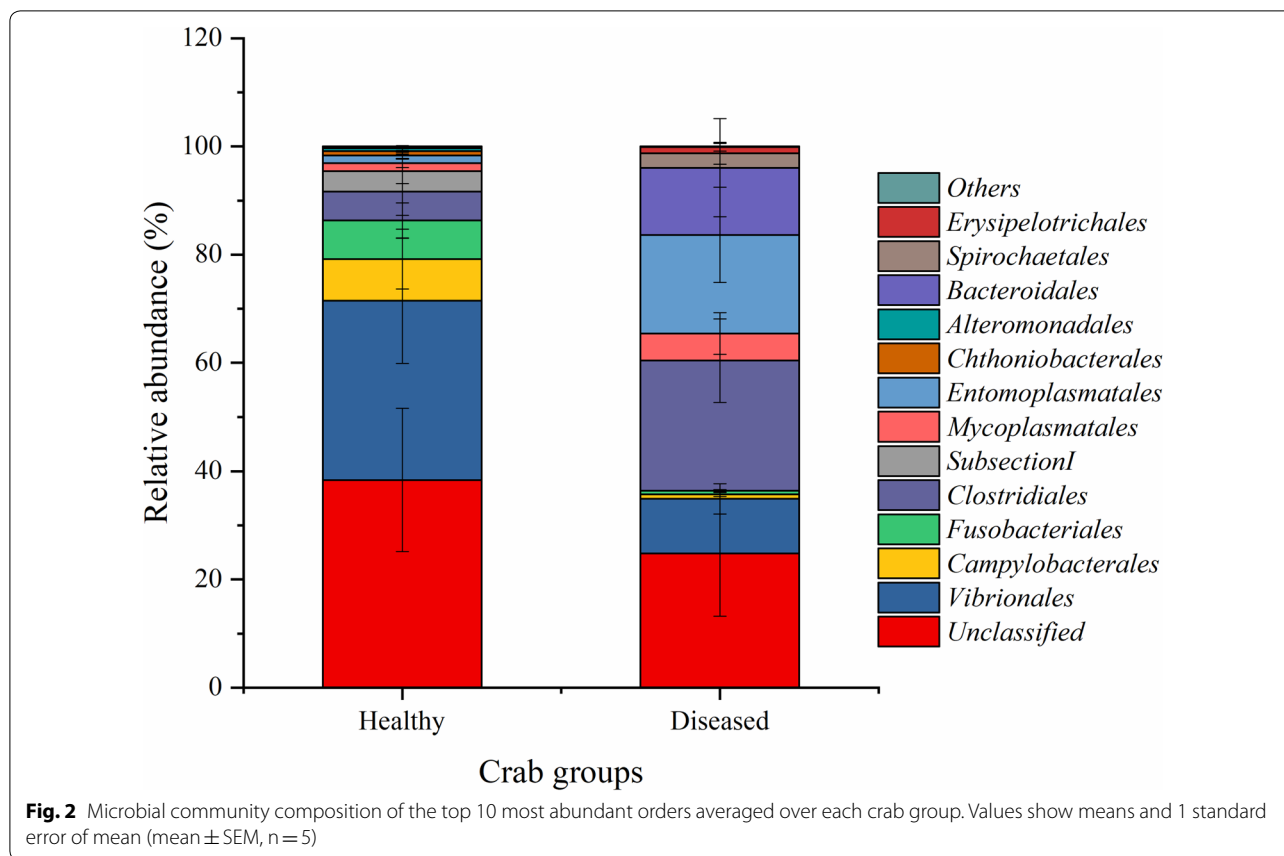 120
100
80
60
40
20
0
Relative abundance (%)
Healthy
Diseased
Crab groups
Others
Erysipelotrichales
Spirochaetales
Bacteroidales
Alteromonadales
Chthoniobacterales
Entomoplasmatales
Mycoplasmatales
SubsectionI
Clostridiales
Fusobacteriales
Campylobacterales
Vibrionales
Unclassified
Fig. 2 Microbial community composition of the top 10 most abundant orders averaged over each crab group. Values show means and 1 standard
error of mean (mean ± SEM, n = 5)